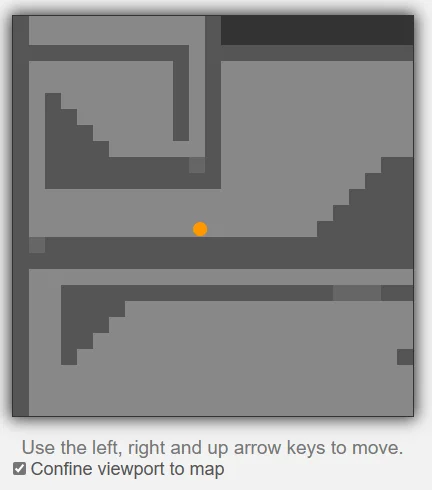 Use the left, right and up arrow keys to move.
Confine viewport to map